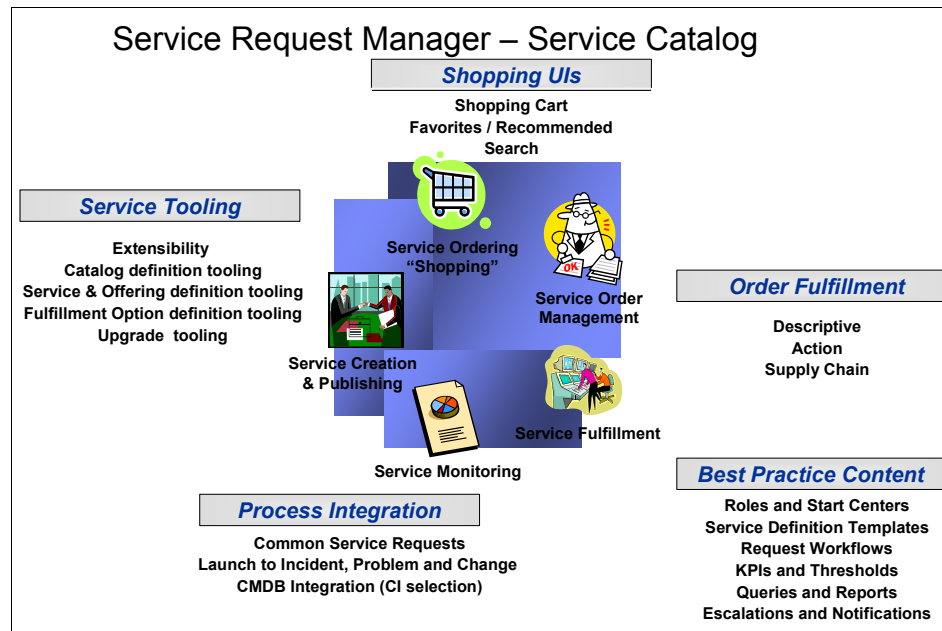 Service Request Manager – Service Catalog
Shopping UIs
Shopping Cart
Favorites / Recommended
Search
Service Tooling
Extensibility
Catalog definition tooling
Service & Offering definition tooling
Fulfillment Option definition tooling
Upgrade tooling
Service Ordering
“Shopping”
OK
Service Order
Management
Order Fulfillment
Descriptive
Action
Supply Chain
Service Creation
& Publishing
Service Fulfillment
Service Monitoring
Process Integration
Common Service Requests
Launch to Incident, Problem and Change
CMDB Integration (CI selection)
Best Practice Content
Roles and Start Centers
Service Definition Templates
Request Workflows
KPIs and Thresholds
Queries and Reports
Escalations and Notifications